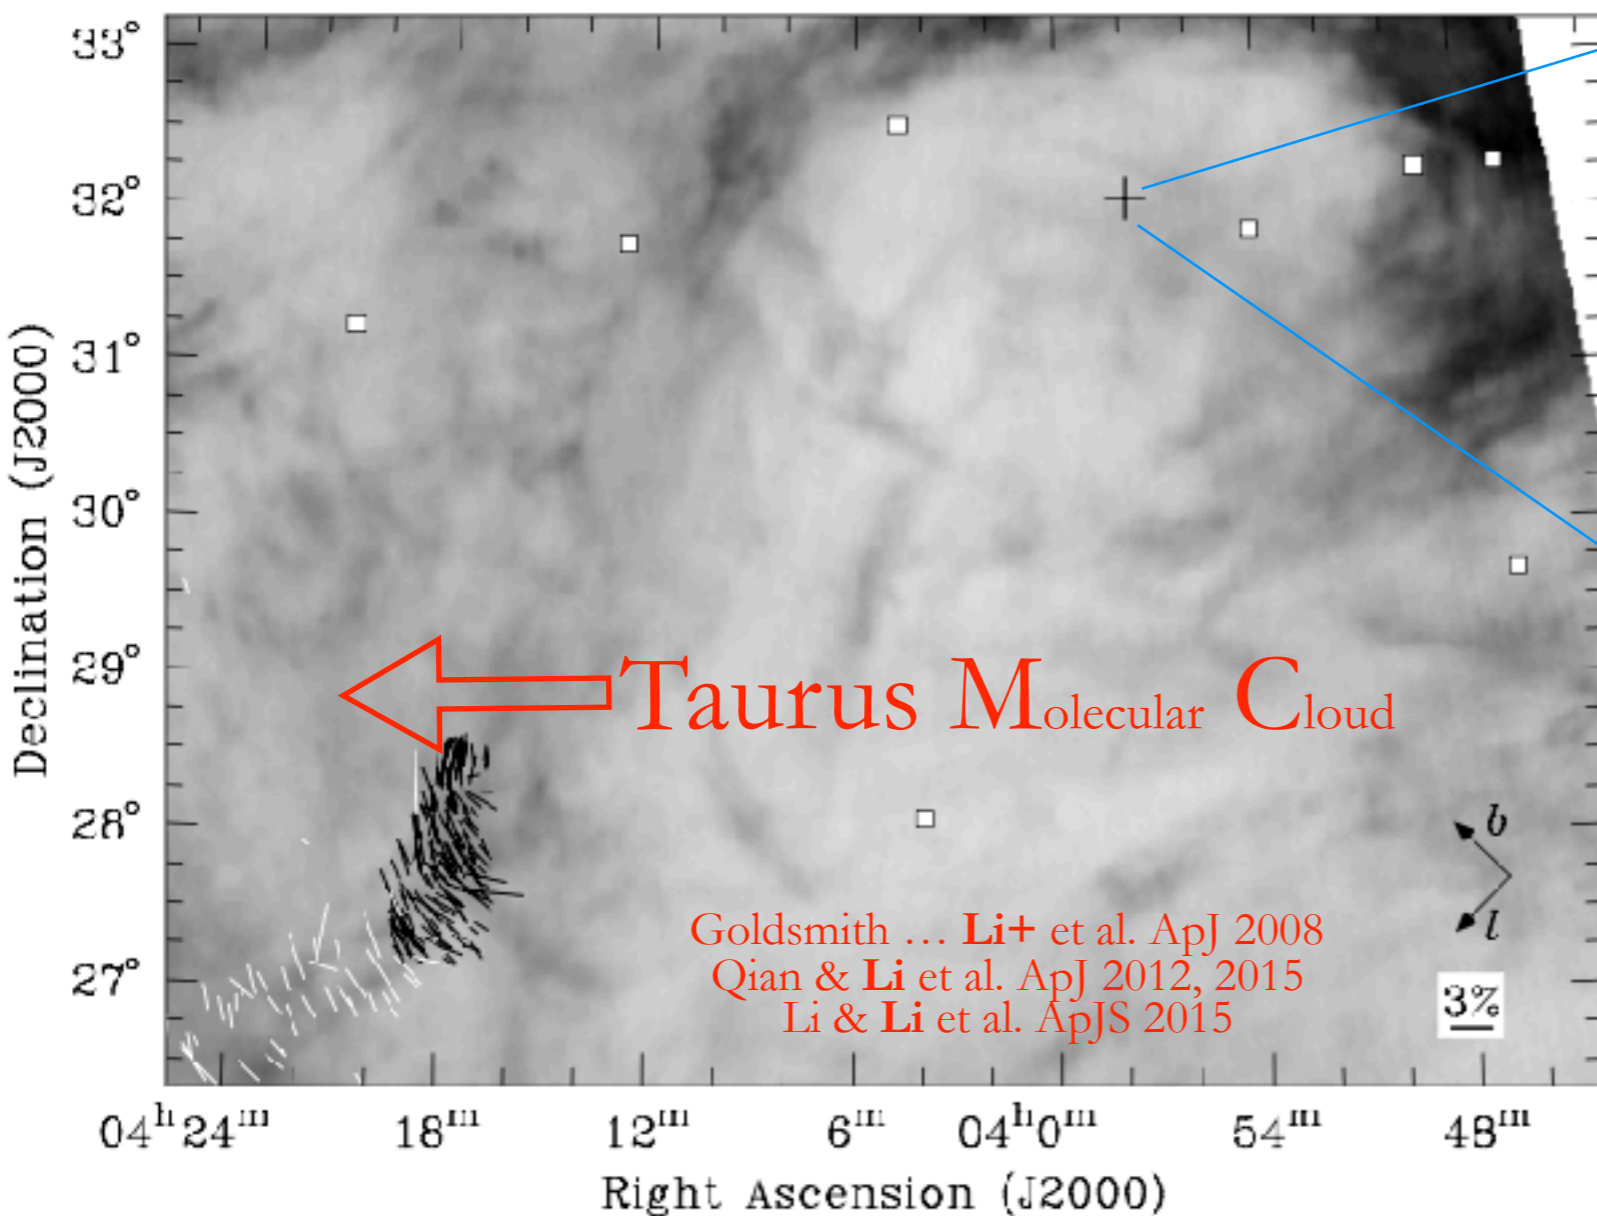 33°
32°
31°
30°
29°
28°
27°
Declination (J2000)
Taurus Molecular Cloud
b
l
Goldsmith … Li+ et al. ApJ 2008
Qian & Li et al. ApJ 2012, 2015
Li & Li et al. ApJS 2015
3%
04ʰ24ᵐ 18ᵐ 12ᵐ 6ᵐ 04ʰ0ᵐ 54ᵐ 48ᵐ
Right Ascension (J2000)